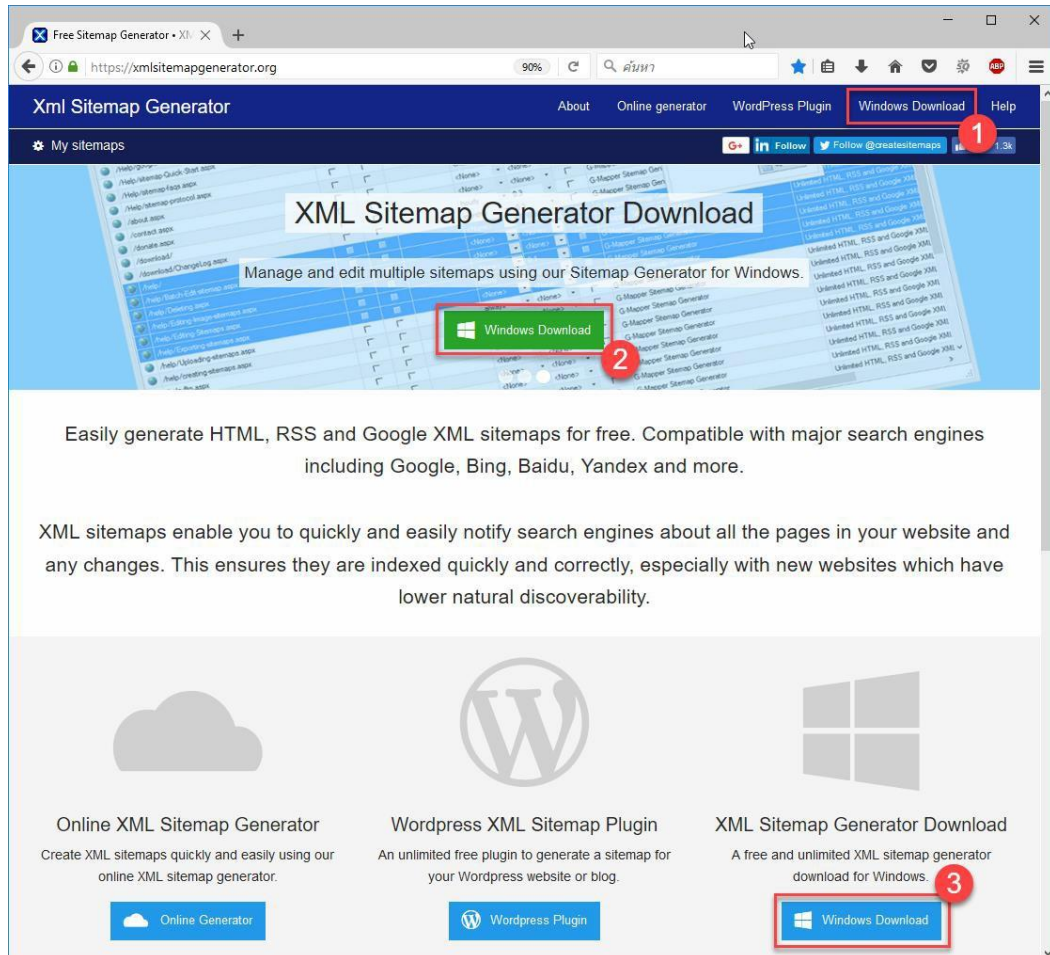 Free Sitemap Generator • XM
https://xmlsitemapgenerator.org
90%
ค้นหา
ABP
Xml Sitemap Generator
About
Online generator
WordPress Plugin
Windows Download
Help
1
My sitemaps
G+
in Follow
Follow @createsitemaps
1.3k
XML Sitemap Generator Download
Manage and edit multiple sitemaps using our Sitemap Generator for Windows.
Windows Download
2
Easily generate HTML, RSS and Google XML sitemaps for free. Compatible with major search engines
including Google, Bing, Baidu, Yandex and more.
XML sitemaps enable you to quickly and easily notify search engines about all the pages in your website and
any changes. This ensures they are indexed quickly and correctly, especially with new websites which have
lower natural discoverability.
Online XML Sitemap Generator
Create XML sitemaps quickly and easily using our
online XML sitemap generator.
Online Generator
Wordpress XML Sitemap Plugin
An unlimited free plugin to generate a sitemap for
your Wordpress website or blog.
Wordpress Plugin
XML Sitemap Generator Download
A free and unlimited XML sitemap generator
download for Windows.
3
Windows Download